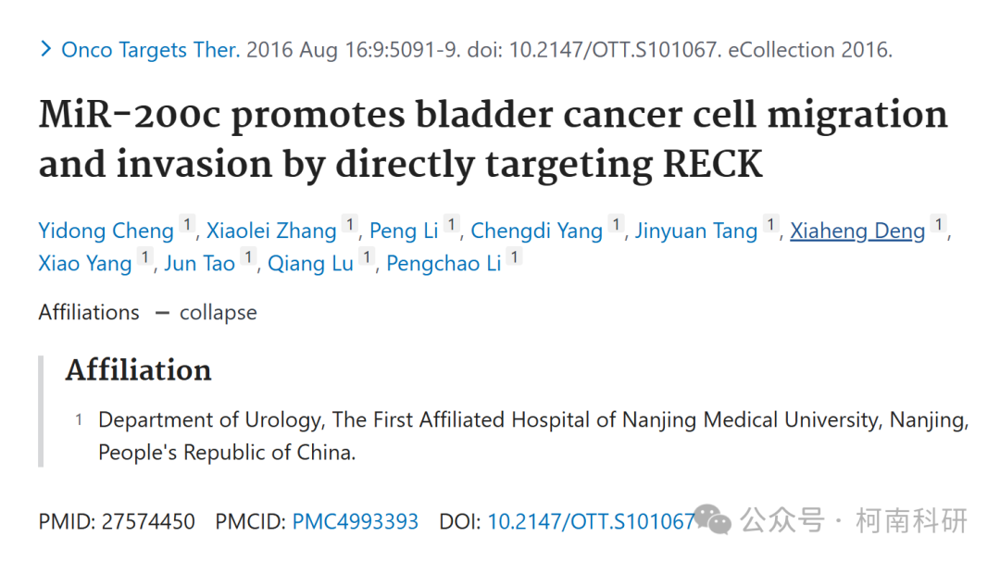 > Onco Targets Ther. 2016 Aug 16:9:5091-9. doi: 10.2147/OTT.S101067. eCollection 2016.
MiR-200c promotes bladder cancer cell migration
and invasion by directly targeting RECK
Yidong Cheng 1, Xiaolei Zhang 1, Peng Li 1, Chengdi Yang 1, Jinyuan Tang 1, Xiaheng Deng 1,
Xiao Yang 1, Jun Tao 1, Qiang Lu 1, Pengchao Li 1
Affiliations – collapse
Affiliation
1 Department of Urology, The First Affiliated Hospital of Nanjing Medical University, Nanjing,
People's Republic of China.
PMID: 27574450 PMCID: PMC4993393 DOI: 10.2147/OTT.S101067 公众号 · 柯南科研